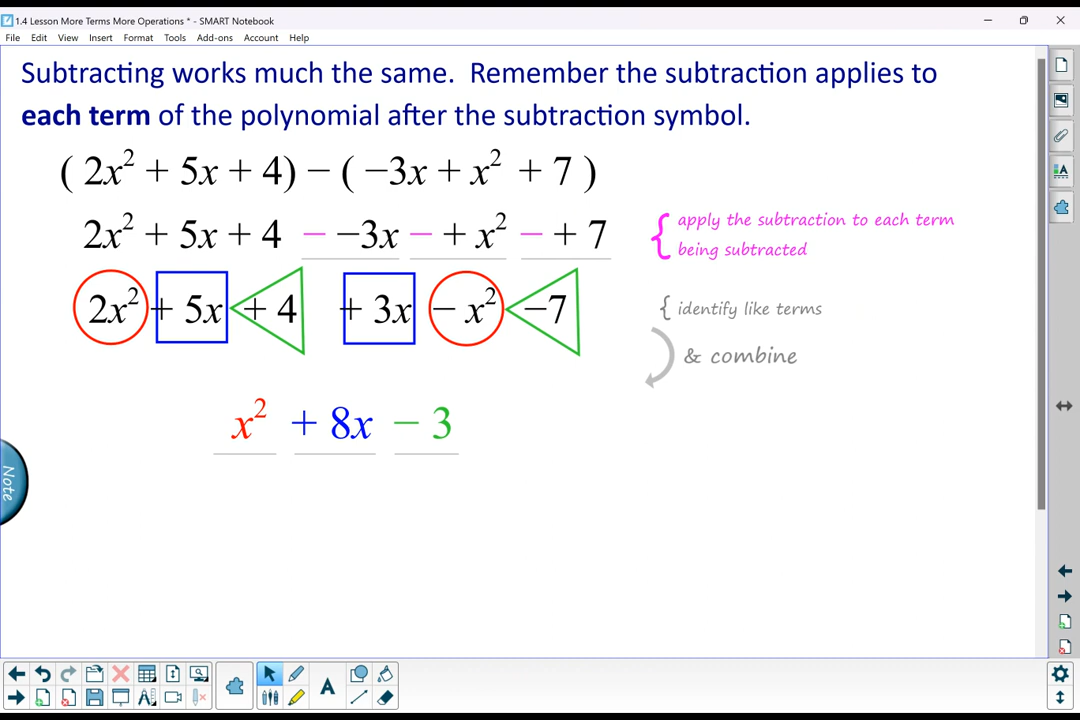 1.4 Lesson More Terms More Operations * - SMART Notebook
File Edit View Insert Format Tools Add-ons Account Help
Subtracting works much the same. Remember the subtraction applies to
each term of the polynomial after the subtraction symbol.
( 2x² + 5x + 4) − ( −3x + x² + 7 )
2x² + 5x + 4 − −3x − + x² − + 7 { apply the subtraction to each term
being subtracted
2x² + 5x + 4 + 3x − x² −7 { identify like terms
& combine
x² + 8x − 3
Note
A